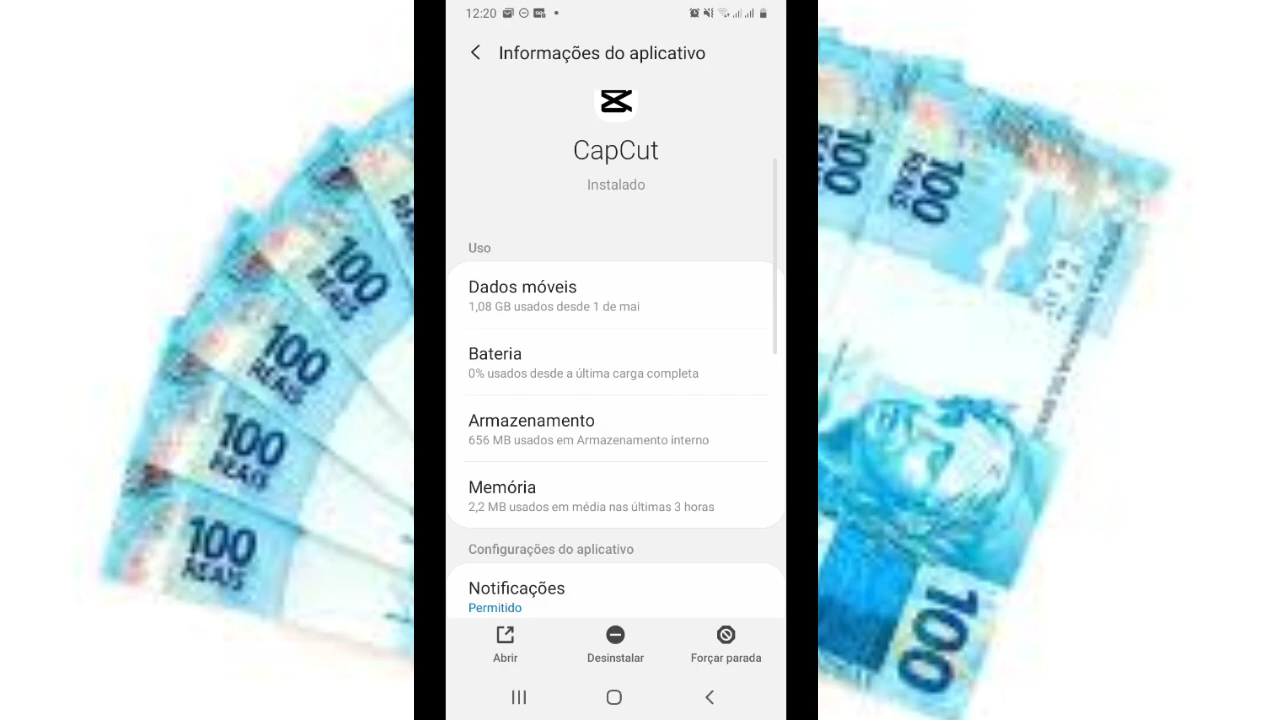 12:20
Informações do aplicativo
CapCut
Instalado
Uso
Dados móveis
1,08 GB usados desde 1 de mai
Bateria
0% usados desde a última carga completa
Armazenamento
656 MB usados em Armazenamento interno
Memória
2,2 MB usados em média nas últimas 3 horas
Configurações do aplicativo
Notificações
Permitido
Abrir
Desinstalar
Forçar parada
100
REAIS
100
REAIS
100
REAIS
100
REAIS
100
REAIS
100
REAIS
100